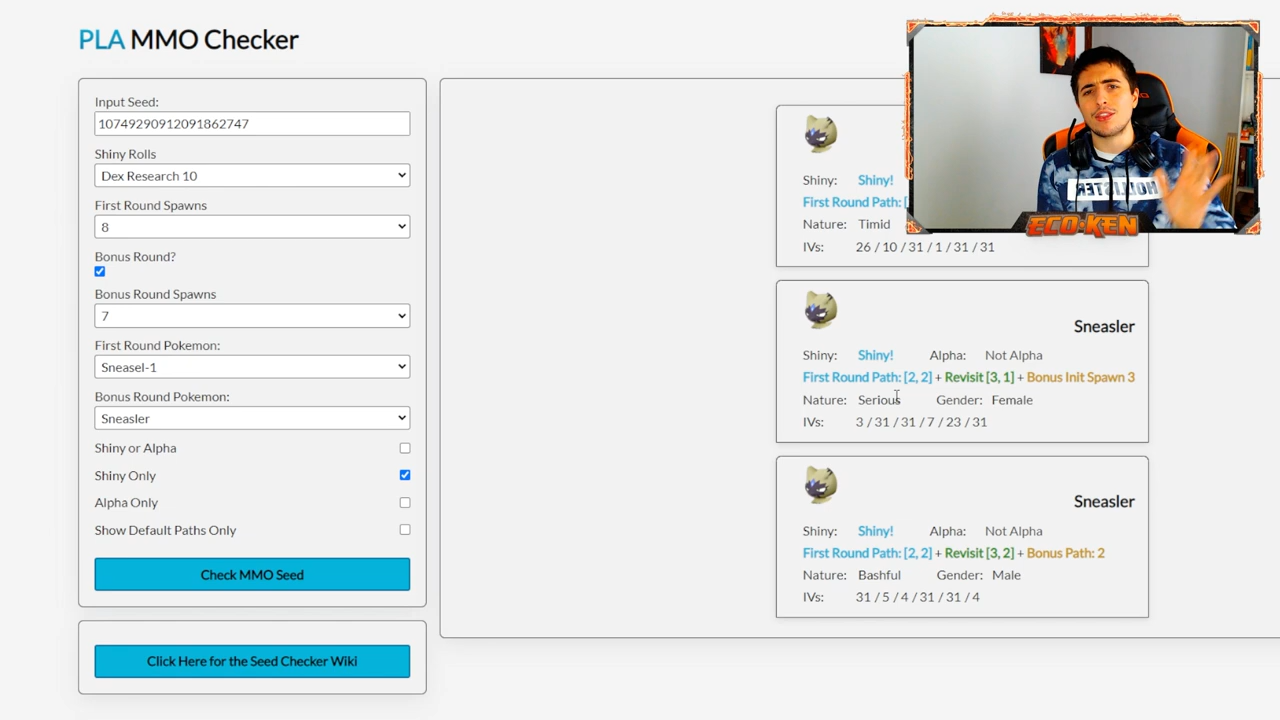 PLA MMO Checker
Input Seed:
10749290912091862747
Shiny Rolls
Dex Research 10
First Round Spawns
8
Bonus Round?
Bonus Round Spawns
7
First Round Pokemon:
Sneasel-1
Bonus Round Pokemon:
Sneasler
Shiny or Alpha
Shiny Only
Alpha Only
Show Default Paths Only
Check MMO Seed
Click Here for the Seed Checker Wiki
Shiny: Shiny!
First Round Path: [
Nature: Timid
IVs: 26 / 10 / 31 / 1 / 31 / 31
Sneasler
Shiny: Shiny! Alpha: Not Alpha
First Round Path: [2, 2] + Revisit [3, 1] + Bonus Init Spawn 3
Nature: Serious Gender: Female
IVs: 3 / 31 / 31 / 7 / 23 / 31
Sneasler
Shiny: Shiny! Alpha: Not Alpha
First Round Path: [2, 2] + Revisit [3, 2] + Bonus Path: 2
Nature: Bashful Gender: Male
IVs: 31 / 5 / 4 / 31 / 31 / 4
HOLLISTER
ECO-KEN